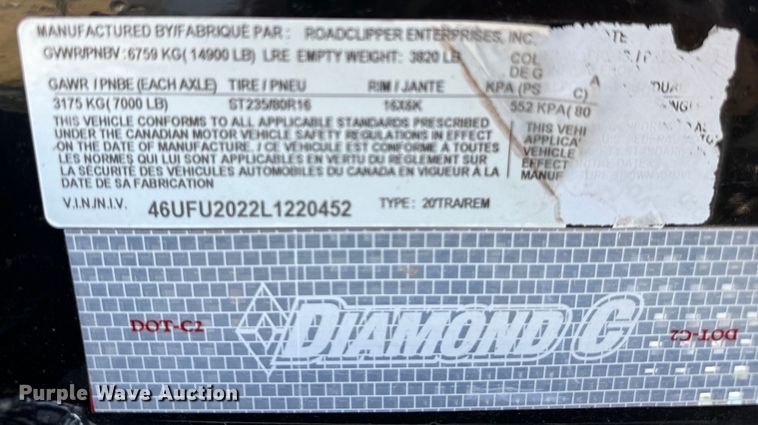 MANUFACTURED BY/FABRIQUÉ PAR : ROADCLIPPER ENTERPRISES, INC.
GVWR/PNBV : 6759 KG ( 14900 LB) LRE EMPTY WEIGHT: 3820 LB
COL
DE G
GAWR / PNBE (EACH AXLE) TIRE / PNEU RIM / JANTE KPA (PS C) A
3175 KG( 7000 LB) ST235/80R16 16X6K 552 KPA( 80
THIS VEHICLE CONFORMS TO ALL APPLICABLE STANDARDS PRESCRIBED
UNDER THE CANADIAN MOTOR VEHICLE SAFETY REGULATIONS IN EFFECT
ON THE DATE OF MANUFACTURE. / CE VÉHICULE EST CONFORME À TOUTES
LES NORMES QUI LUI SONT APPLICABLES EN VERTU DU RÈGLEMENT SUR
LA SÉCURITÉ DES VÉHICULES AUTOMOBILES DU CANADA EN VIGUEUR À LA
DATE DE SA FABRICATION
THIS VEHI
APPLICA
VEHICLE
EFFECT
MANUF
V.I.N./N.I.V. 46UFU2022L1220452 TYPE: 20'TRA/REM
DOT-C2 DIAMOND C DOT-C2
Purple Wave Auction